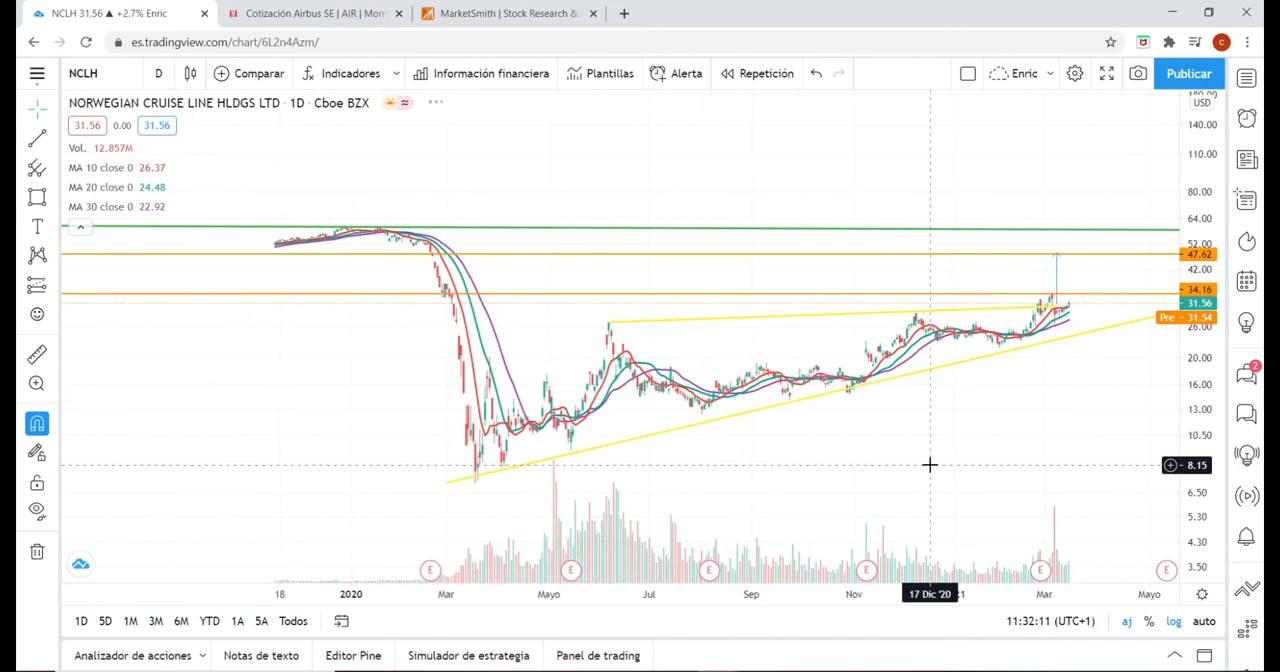 NCLH 31.56 ▲ +2.7% Enric
Cotización Airbus SE | AIR | Morn
MarketSmith | Stock Research &
es.tradingview.com/chart/6L2n4Azm/
NCLH D Comparar Indicadores Información financiera Plantillas Alerta Repetición Enric Publicar
NORWEGIAN CRUISE LINE HLDGS LTD · 1D · Cboe BZX
31.56 0.00 31.56
Vol. 12.857M
MA 10 close 0 26.37
MA 20 close 0 24.48
MA 30 close 0 22.92
180.00
USD
140.00
110.00
80.00
64.00
52.00
47.62
42.00
34.16
31.56
Pre 31.54
26.00
20.00
16.00
13.00
10.50
8.15
6.50
5.30
4.30
3.50
2
E E E E E E
18 2020 Mar Mayo Jul Sep Nov 17 Dic '20 21 Mar Mayo
1D 5D 1M 3M 6M YTD 1A 5A Todos 11:32:11 (UTC+1) aj % log auto
Analizador de acciones Notas de texto Editor Pine Simulador de estrategia Panel de trading